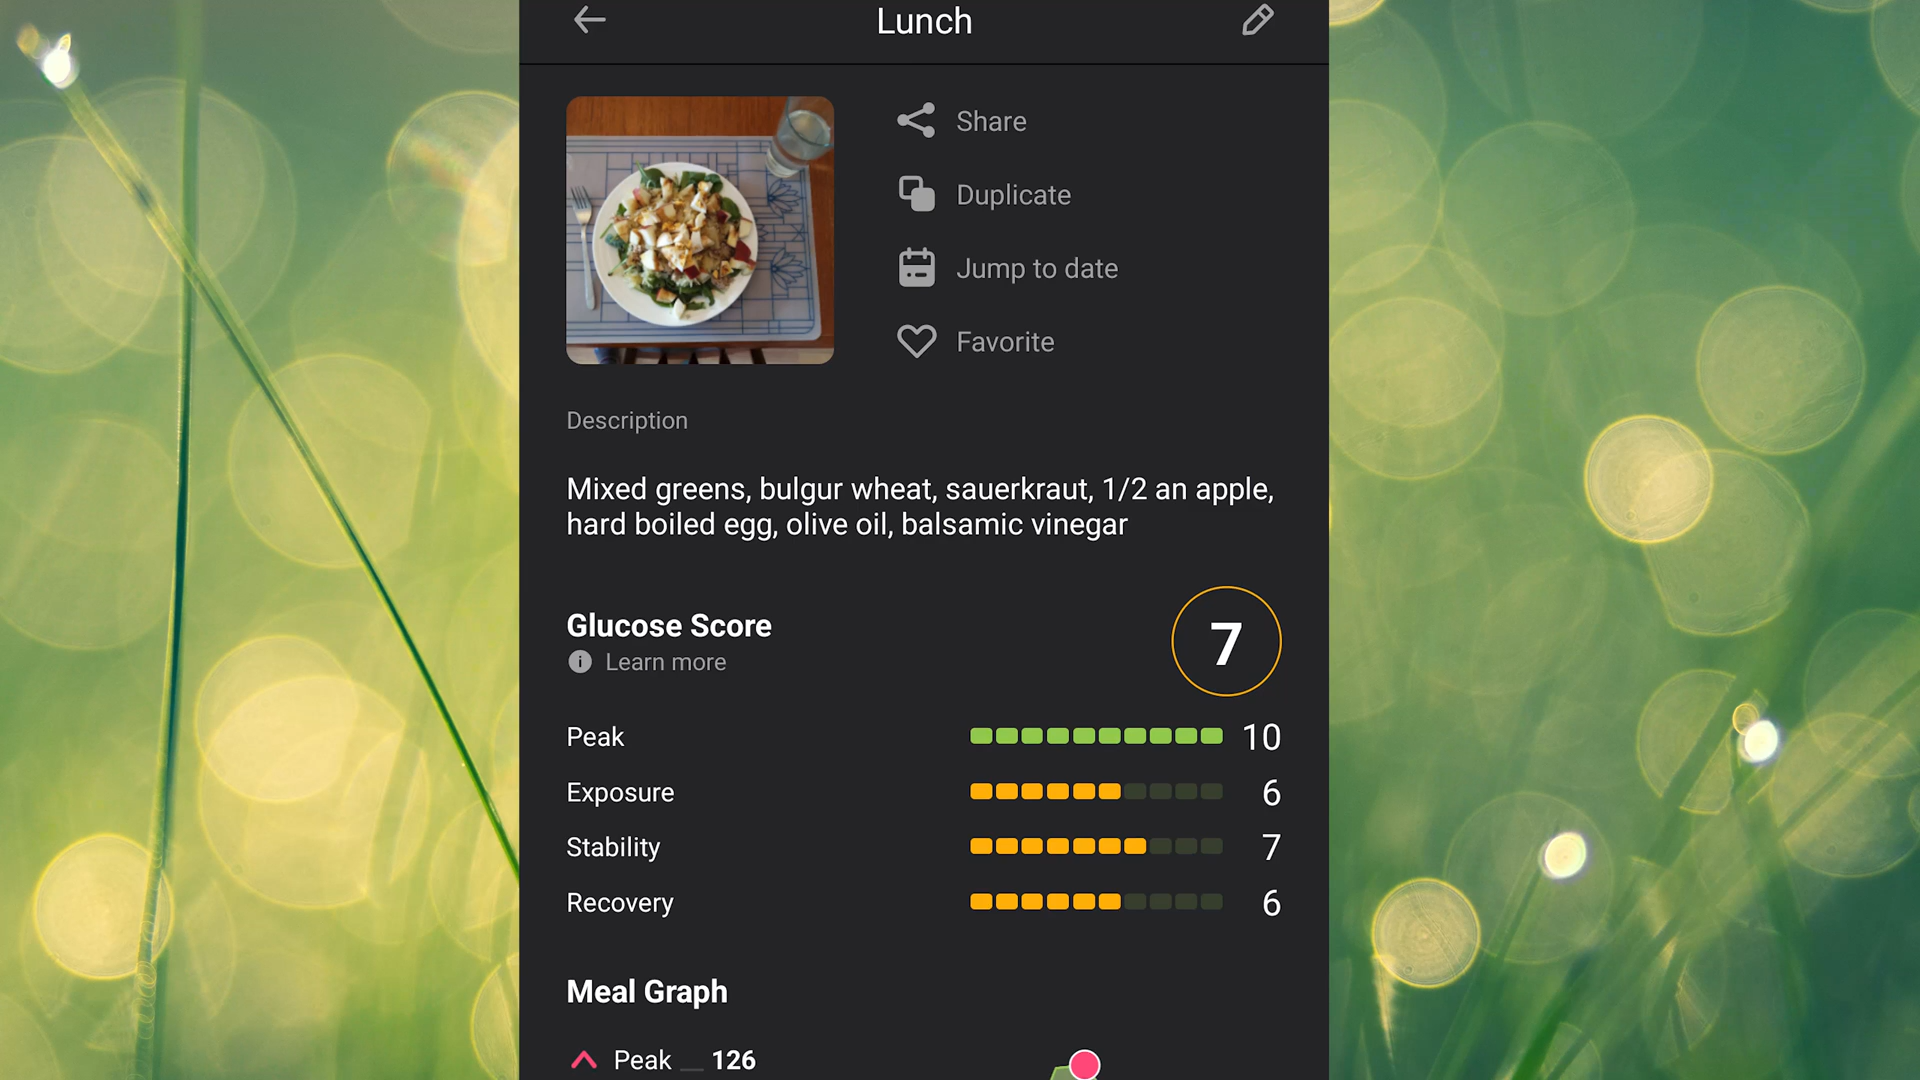 Lunch
Share
Duplicate
Jump to date
Favorite
Description
Mixed greens, bulgur wheat, sauerkraut, 1/2 an apple,
hard boiled egg, olive oil, balsamic vinegar
Glucose Score
7
Learn more
Peak 10
Exposure 6
Stability 7
Recovery 6
Meal Graph
Peak 126